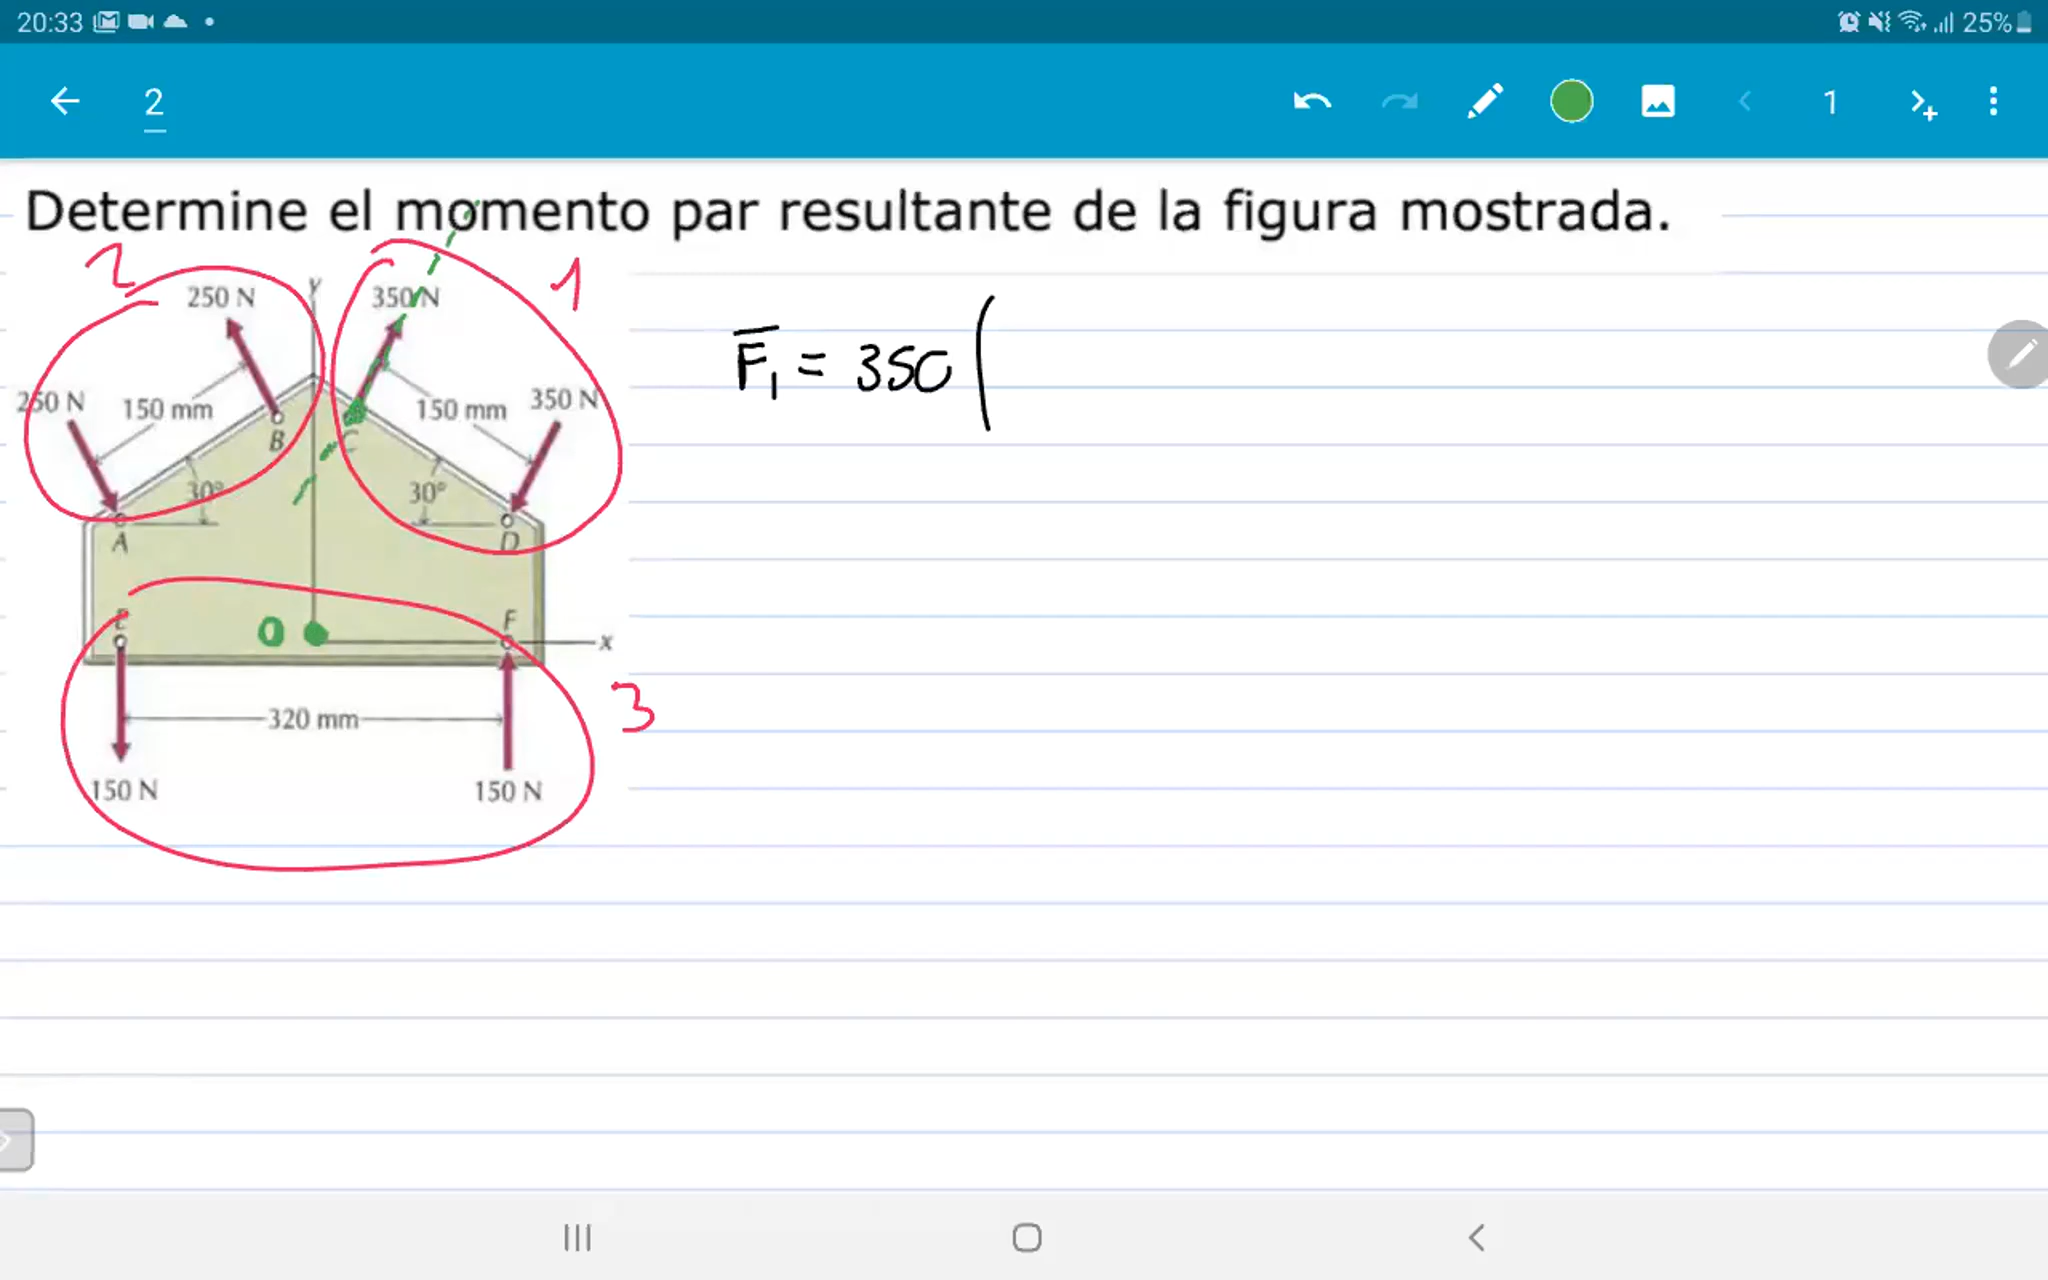 20:33 25%
2 1
Determine el momento par resultante de la figura mostrada.
2 1
250 N y 350 N
F̅₁ = 350 (
250 N 150 mm 150 mm 350 N
B C
30° 30°
A D
E F
O x
3
320 mm
150 N 150 N